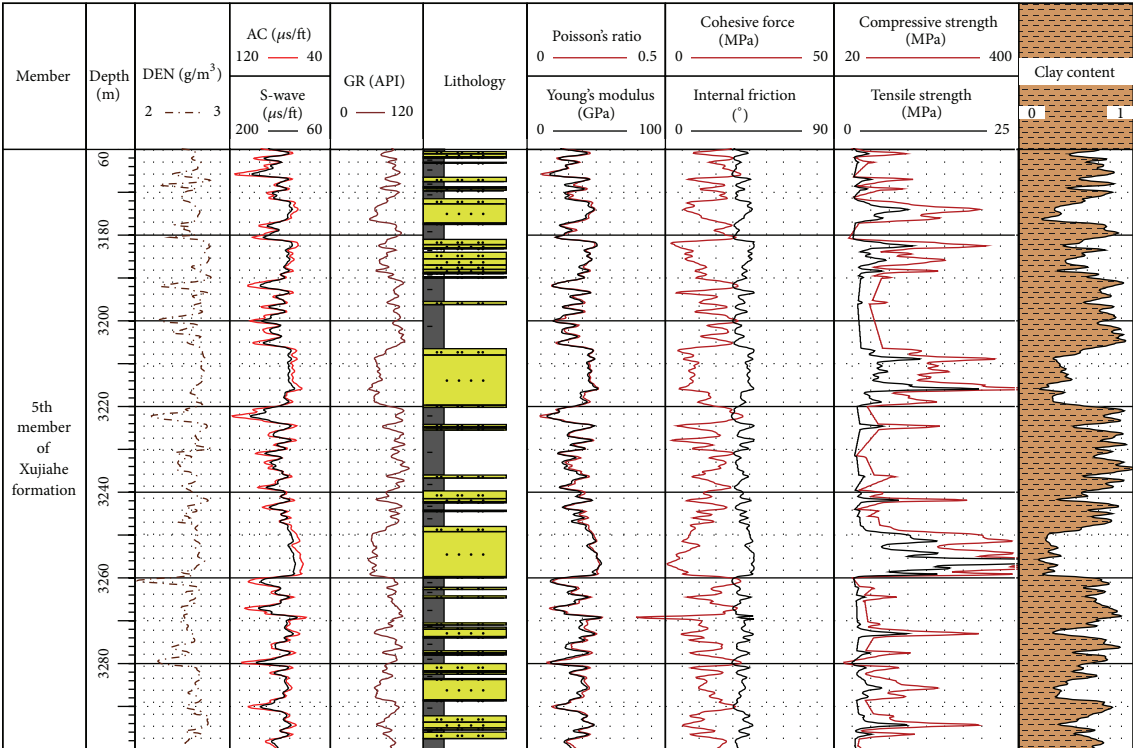 Member
Depth
(m)
DEN (g/m³)
2 3
AC (μs/ft)
120 40
S-wave
(μs/ft)
200 60
GR (API)
0 120
Lithology
Poisson's ratio
0 0.5
Young's modulus
(GPa)
0 100
Cohesive force
(MPa)
0 50
Internal friction
(°)
0 90
Compressive strength
(MPa)
20 400
Tensile strength
(MPa)
0 25
Clay content
0 1
5th
member
of
Xujiahe
formation
60
3180
3200
3220
3240
3260
3280